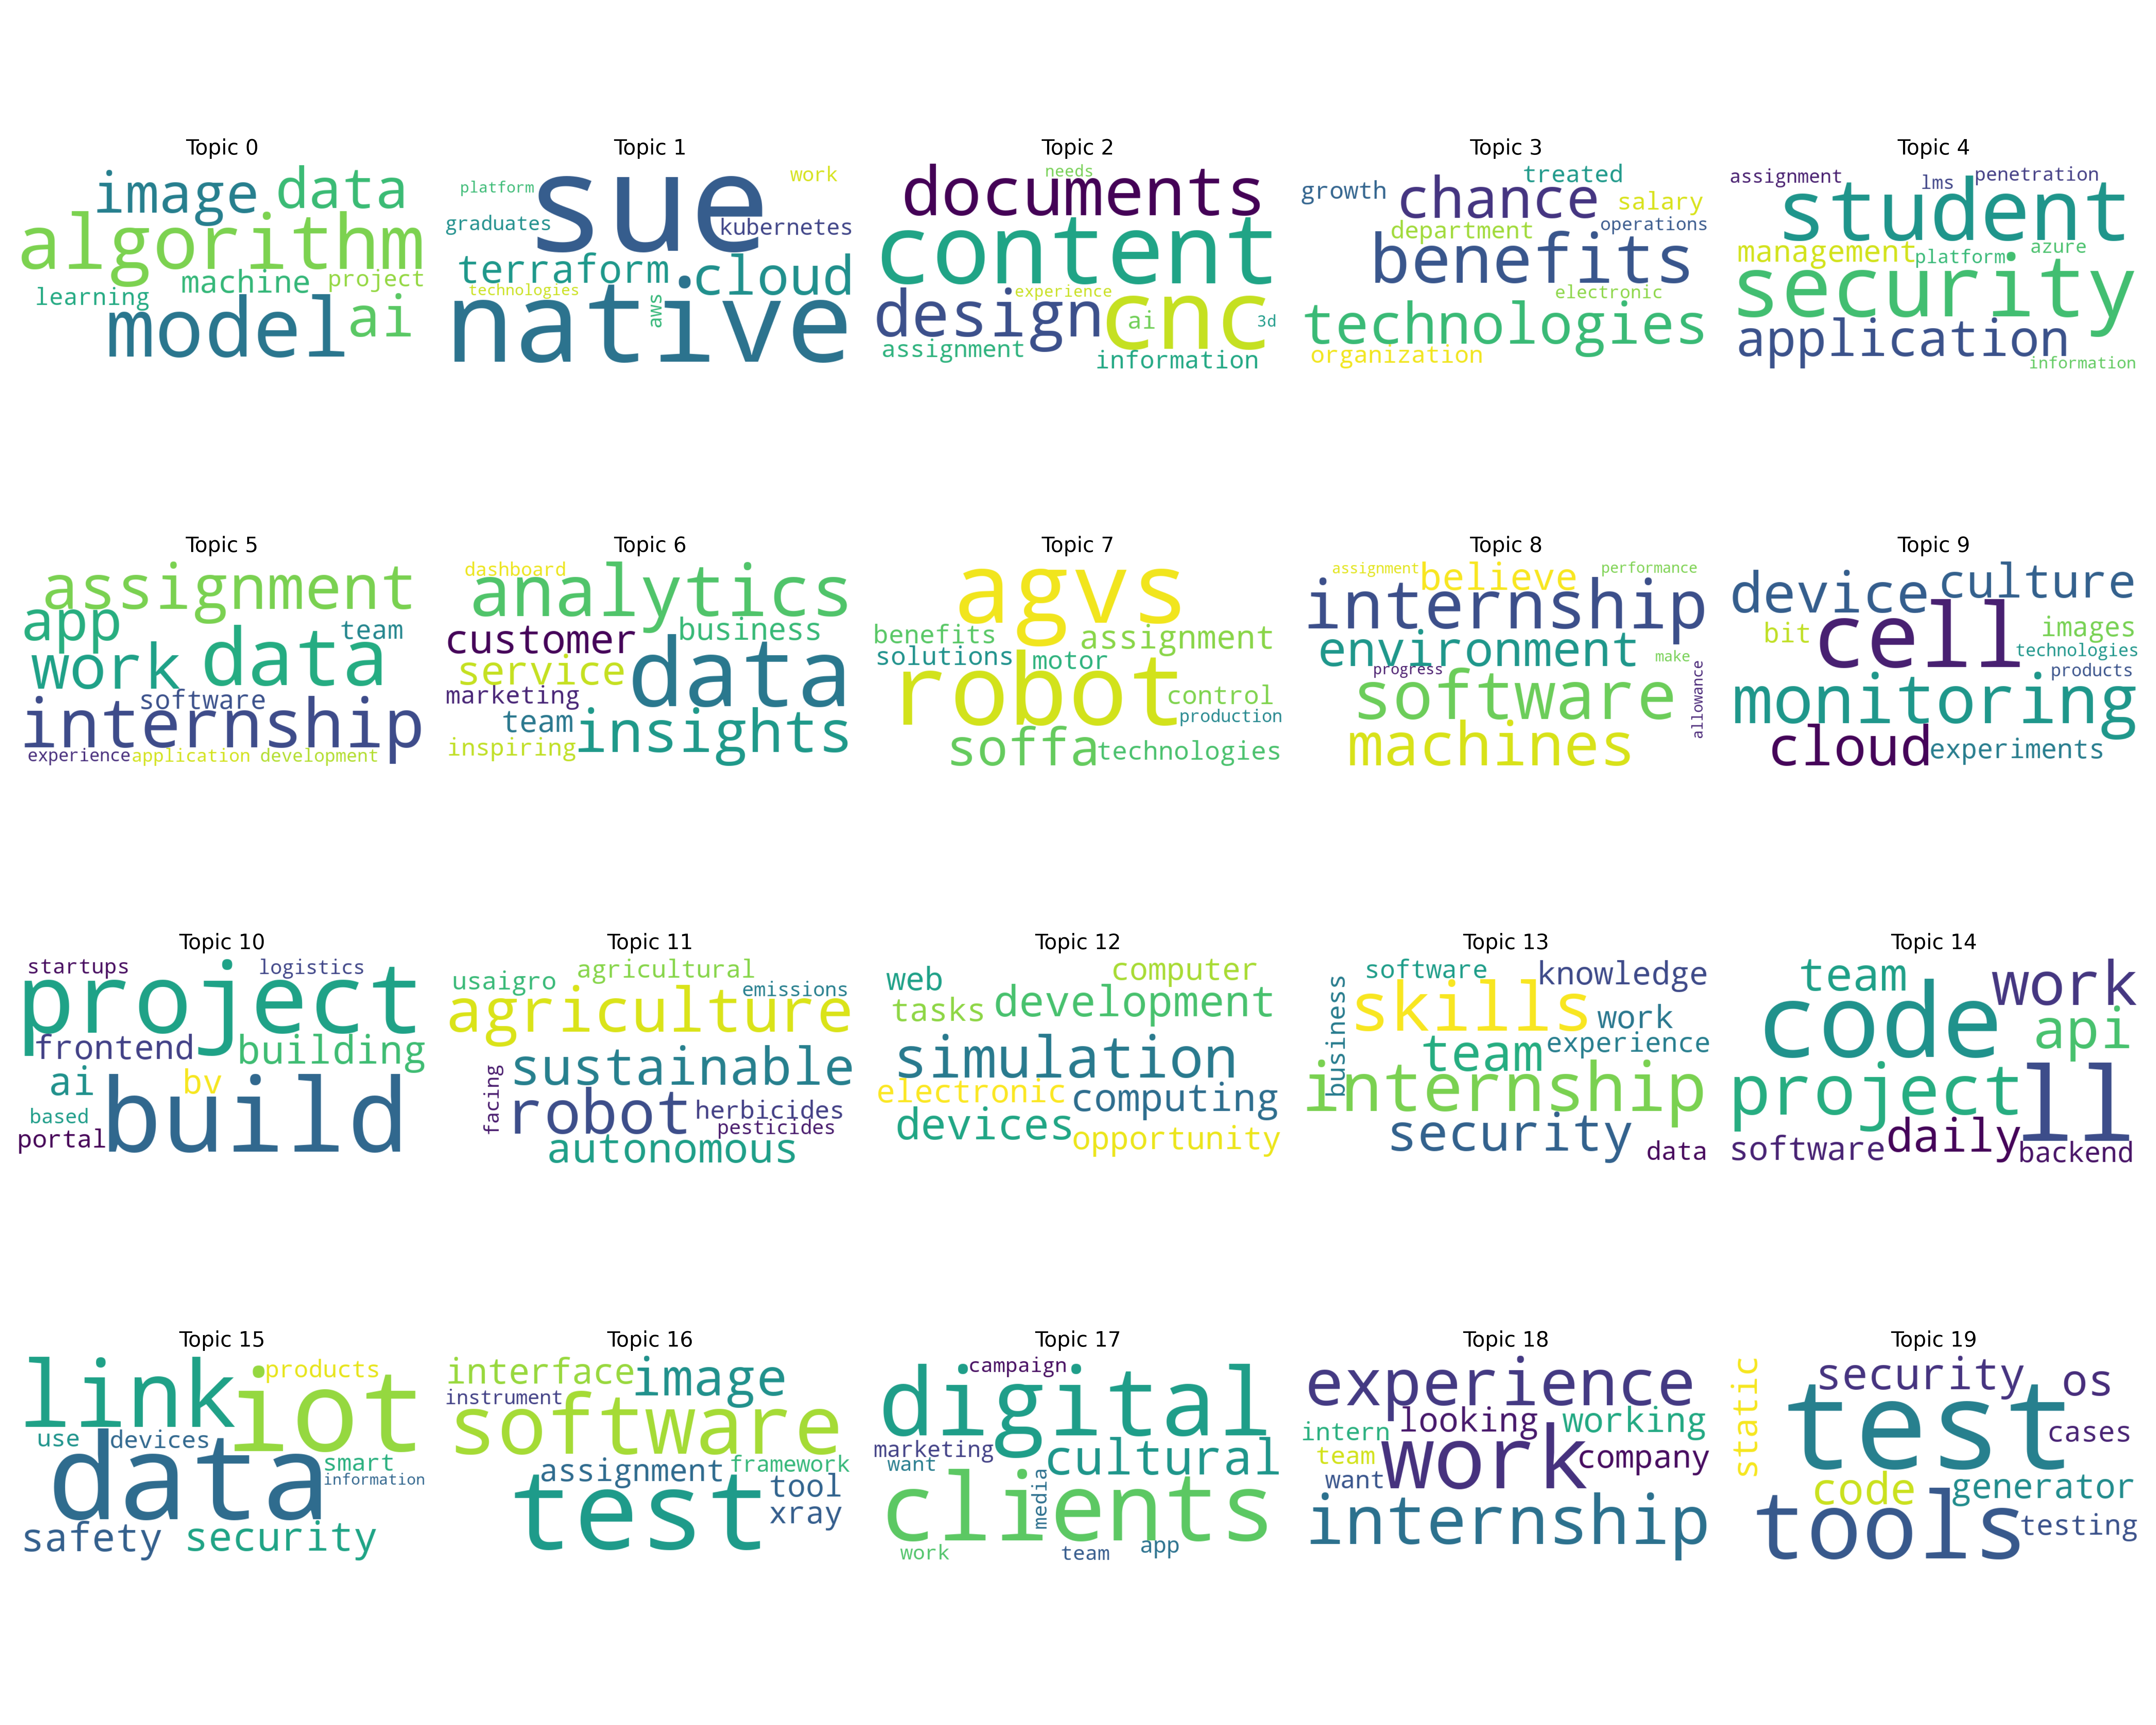 Topic 0
image data
algorithm
machine project
learning
model ai
Topic 1
platform sue work
graduates kubernetes
terraform cloud
technologies
native aws
Topic 2
needs
documents
content
design experience cnc
ai 3d
assignment information
Topic 3
treated
growth chance salary
department operations
benefits
electronic
technologies
organization
Topic 4
assignment lms penetration
student
management platform azure
security
application
information
Topic 5
assignment
app team
work data
software
internship
experience application development
Topic 6
dashboard
analytics
customer business
service data
marketing
team insights
inspiring
Topic 7
agvs
benefits assignment
solutions motor
robot control
production
soffa technologies
Topic 8
assignment believe performance
internship
environment make
progress
software allowance
machines
Topic 9
device culture
bit cell images
technologies
products
monitoring
cloud experiments
Topic 10
startups logistics
project
frontend building
ai bv
based build
portal
Topic 11
usaigro agricultural
emissions
agriculture
sustainable
facing robot herbicides
pesticides
autonomous
Topic 12
web computer
tasks development
simulation
electronic computing
devices opportunity
Topic 13
software knowledge
business skills work
team experience
internship
security data
Topic 14
team work
code api
project ll
software daily backend
Topic 15
link products
iot
use devices
data smart
information
safety security
Topic 16
interface image
instrument
software
assignment framework
test tool
xray
Topic 17
campaign
digital
marketing cultural
want
clients media
work team app
Topic 18
experience
intern looking working
team work company
want
internship
Topic 19
static security os
test cases
code generator
tools testing